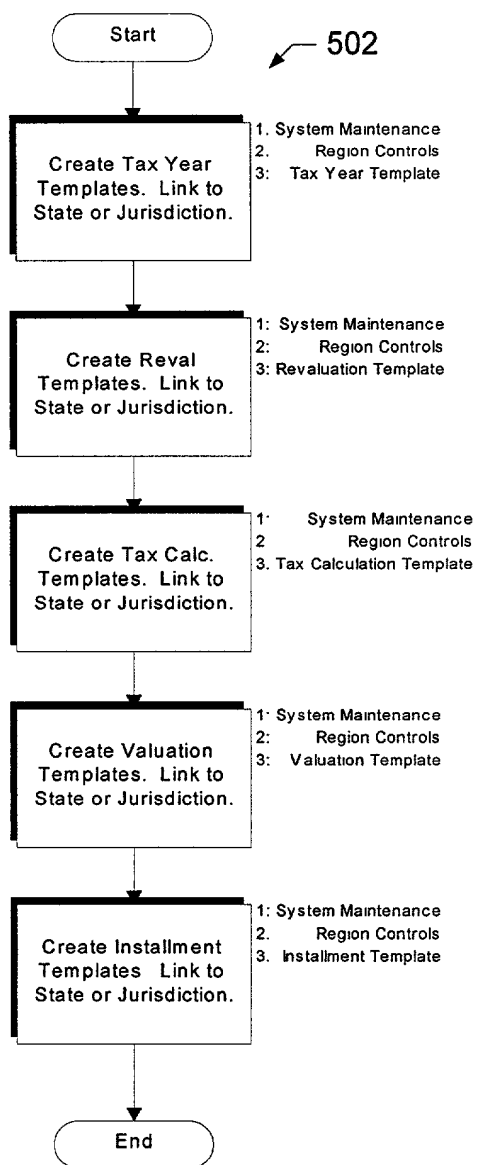 Start
502
Create Tax Year
Templates. Link to
State or Jurisdiction.
1. System Maintenance
2. Region Controls
3: Tax Year Template
Create Reval
Templates. Link to
State or Jurisdiction.
1: System Maintenance
2: Region Controls
3: Revaluation Template
Create Tax Calc.
Templates. Link to
State or Jurisdiction.
1· System Maintenance
2 Region Controls
3. Tax Calculation Template
Create Valuation
Templates. Link to
State or Jurisdiction.
1· System Maintenance
2: Region Controls
3: Valuation Template
Create Installment
Templates Link to
State or Jurisdiction.
1: System Maintenance
2. Region Controls
3. Installment Template
End